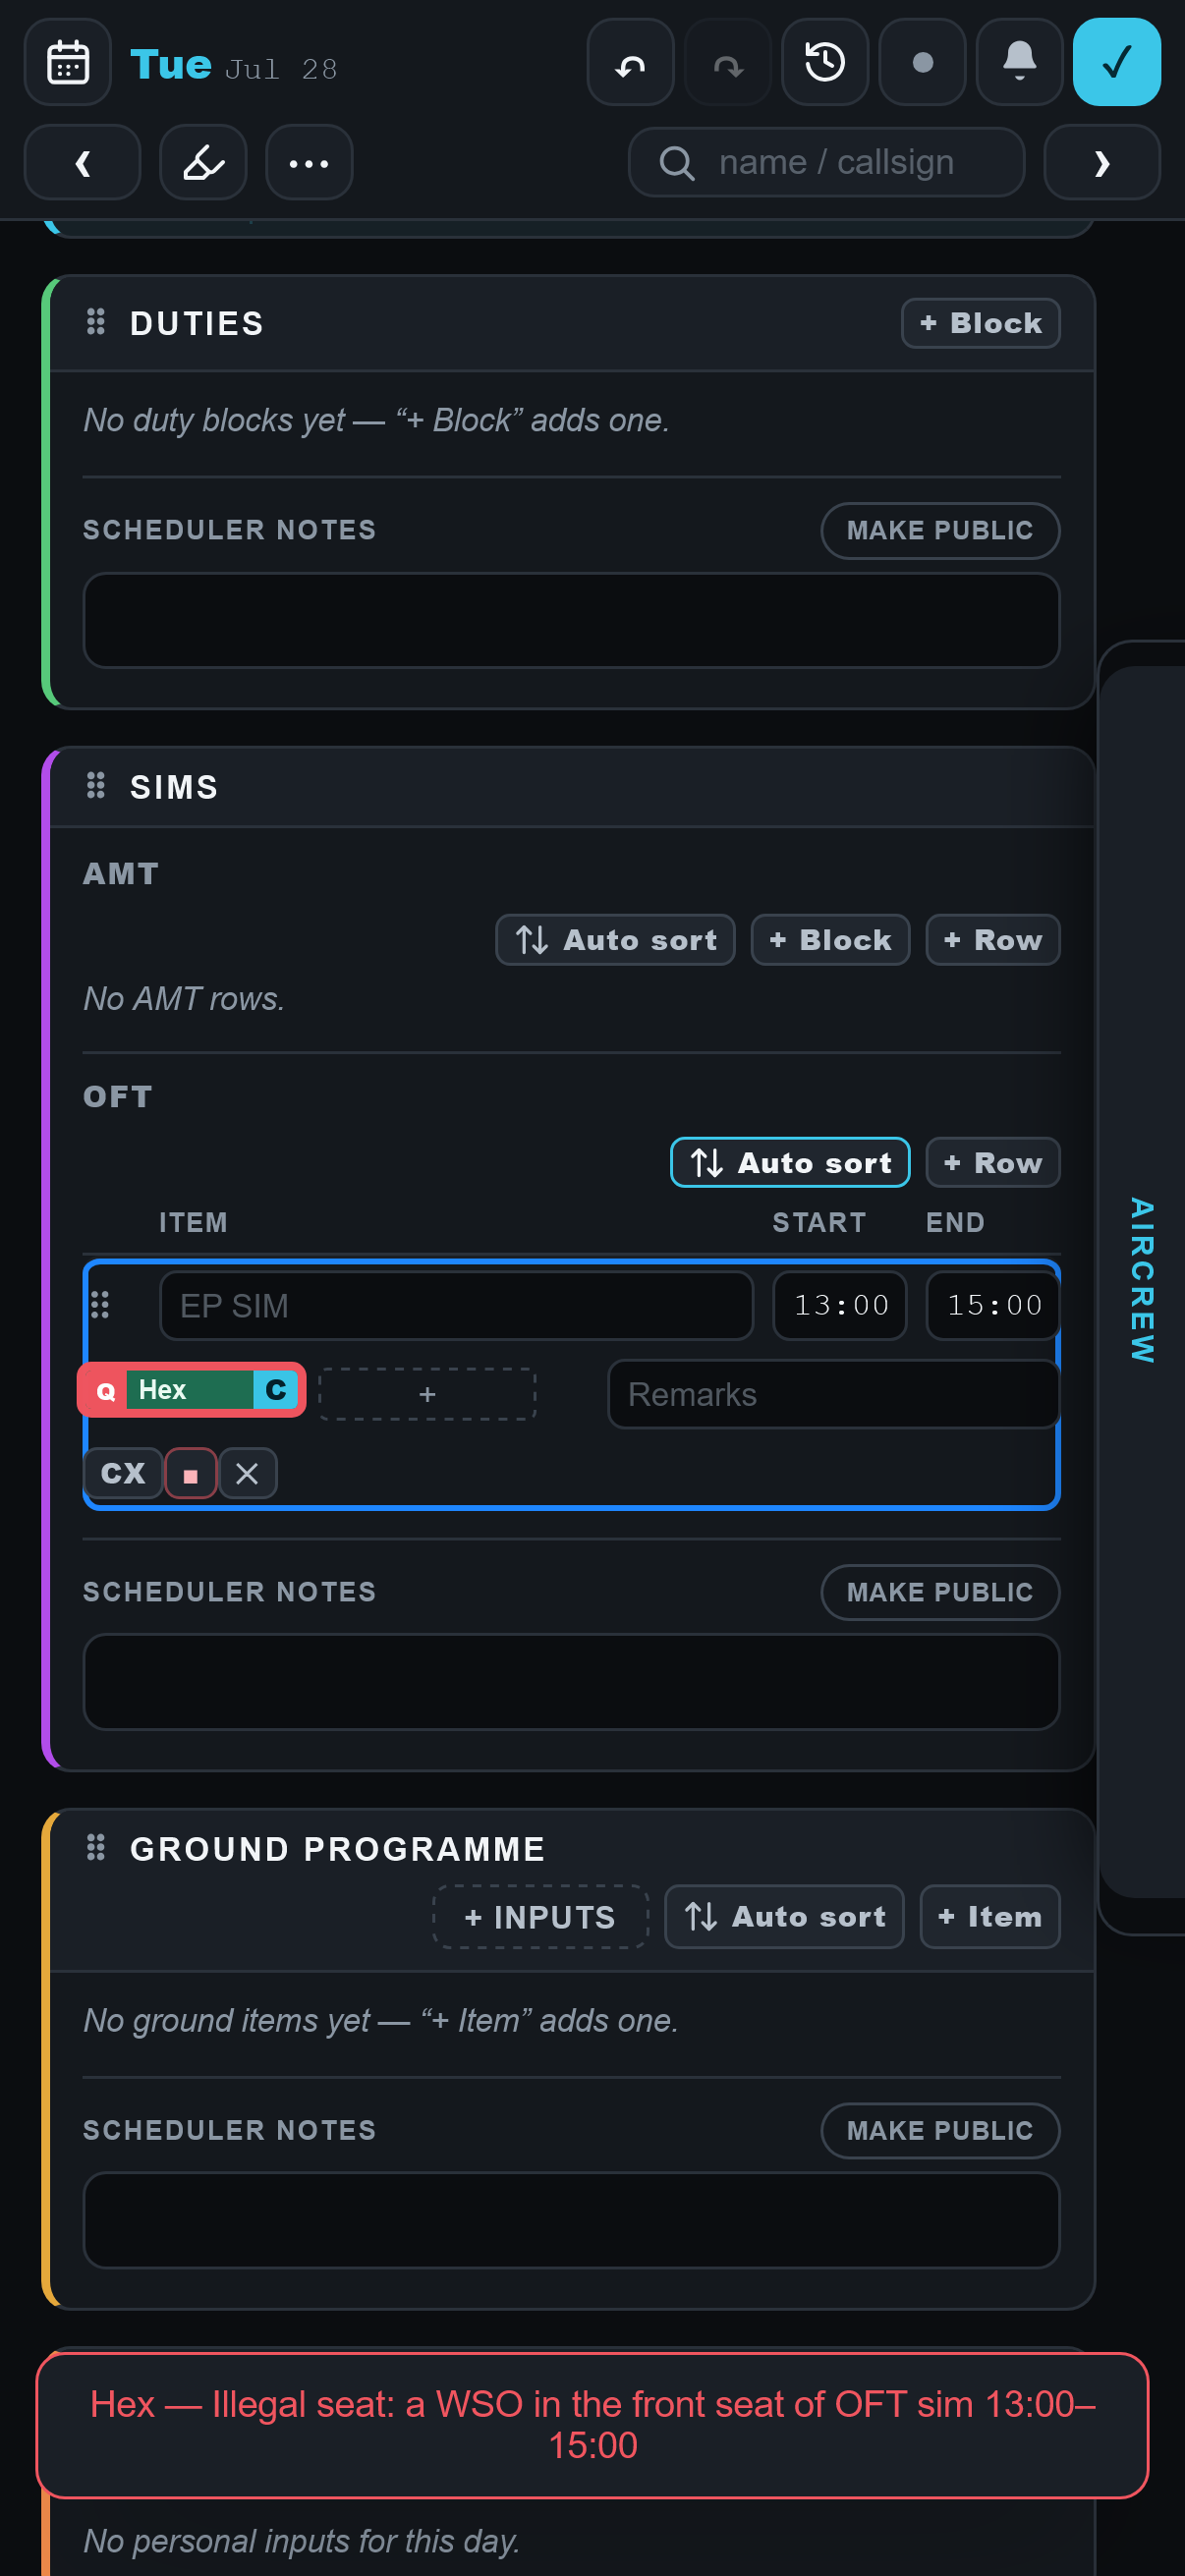 Tue Jul 28
name / callsign
DUTIES
+ Block
No duty blocks yet — “+ Block” adds one.
SCHEDULER NOTES
MAKE PUBLIC
SIMS
AMT
Auto sort
+ Block
+ Row
No AMT rows.
OFT
Auto sort
+ Row
ITEM START END
EP SIM 13:00 15:00
Q Hex C + Remarks
CX
SCHEDULER NOTES
MAKE PUBLIC
AIRCREW
GROUND PROGRAMME
+ INPUTS
Auto sort
+ Item
No ground items yet — “+ Item” adds one.
SCHEDULER NOTES
MAKE PUBLIC
Hex — Illegal seat: a WSO in the front seat of OFT sim 13:00–
15:00
No personal inputs for this day.